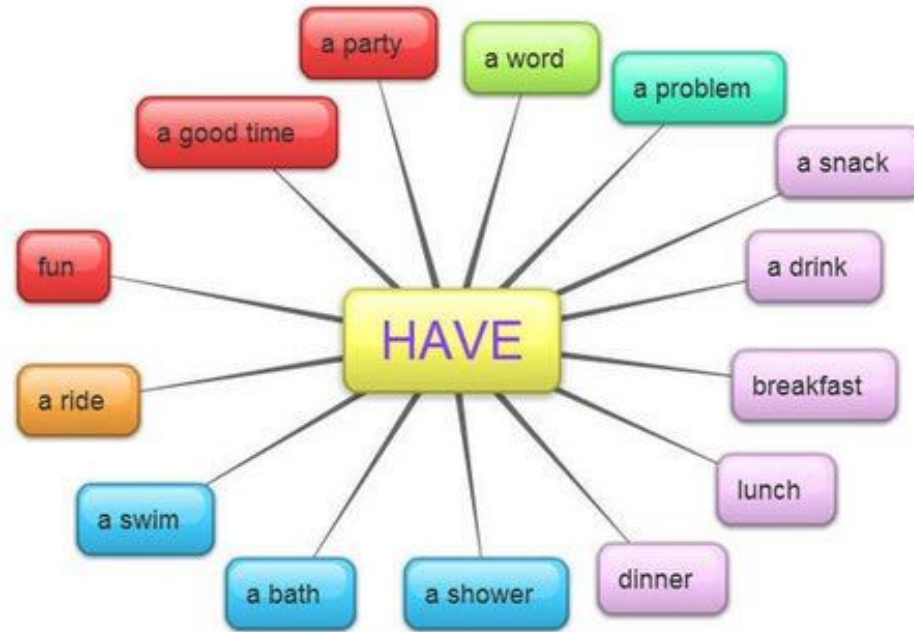 a party
a word
a problem
a good time
a snack
fun
a drink
HAVE
a ride
breakfast
a swim
lunch
a bath
a shower
dinner